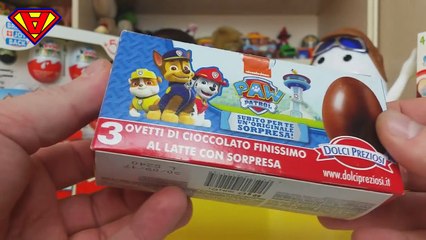 PAW
PATROL
SUBITO PER TE
UN'ORIGINALE
SORPRESA!
3 OVETTI DI CIOCCOLATO FINISSIMO
AL LATTE CON SORPRESA
DOLCI PREZIOSI
www.dolcipreziosi.it